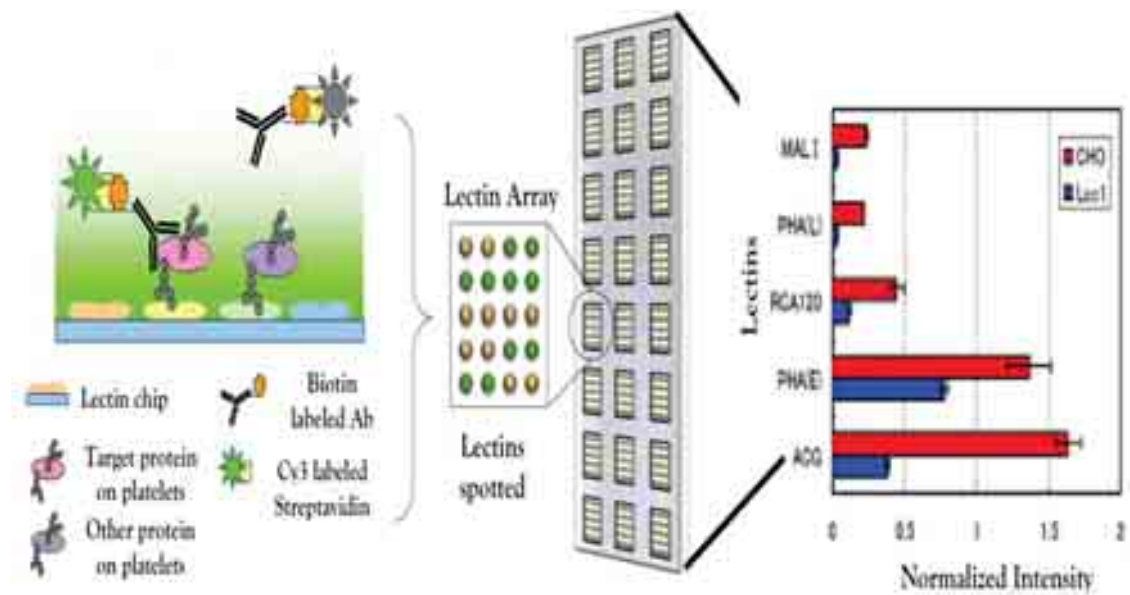 Lectin Array
Lectins
spotted
Lectin chip
Target protein
on platelets
Other protein
on platelets
Biotin
labeled Ab
Cy3 labeled
Streptavidin
Lectins
MAL I
PHA(L)
RCA120
PHA(E)
ACG
CHO
Lec1
0
0.5
1
1.5
2
Normalized Intensity